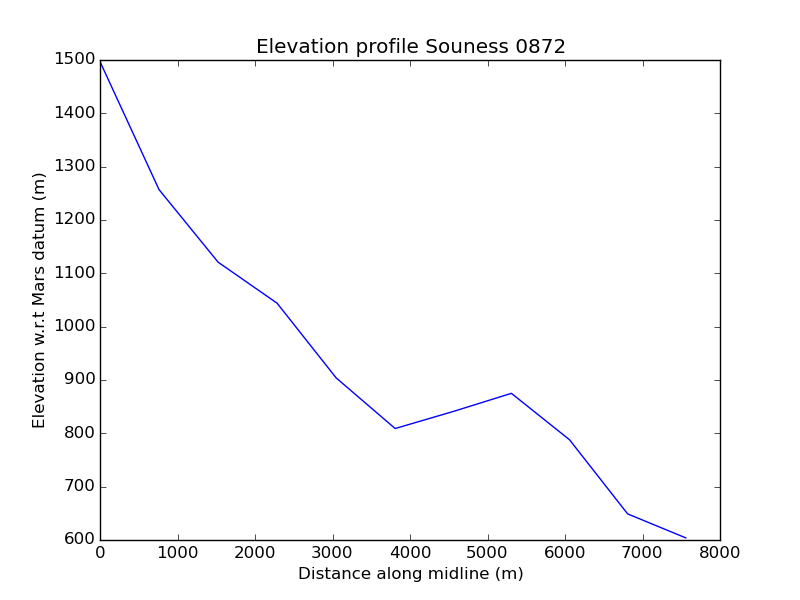 Elevation profile Souness 0872
1500
1400
1300
1200
1100
1000
900
800
700
600
Elevation w.r.t Mars datum (m)
0 1000 2000 3000 4000 5000 6000 7000 8000
Distance along midline (m)